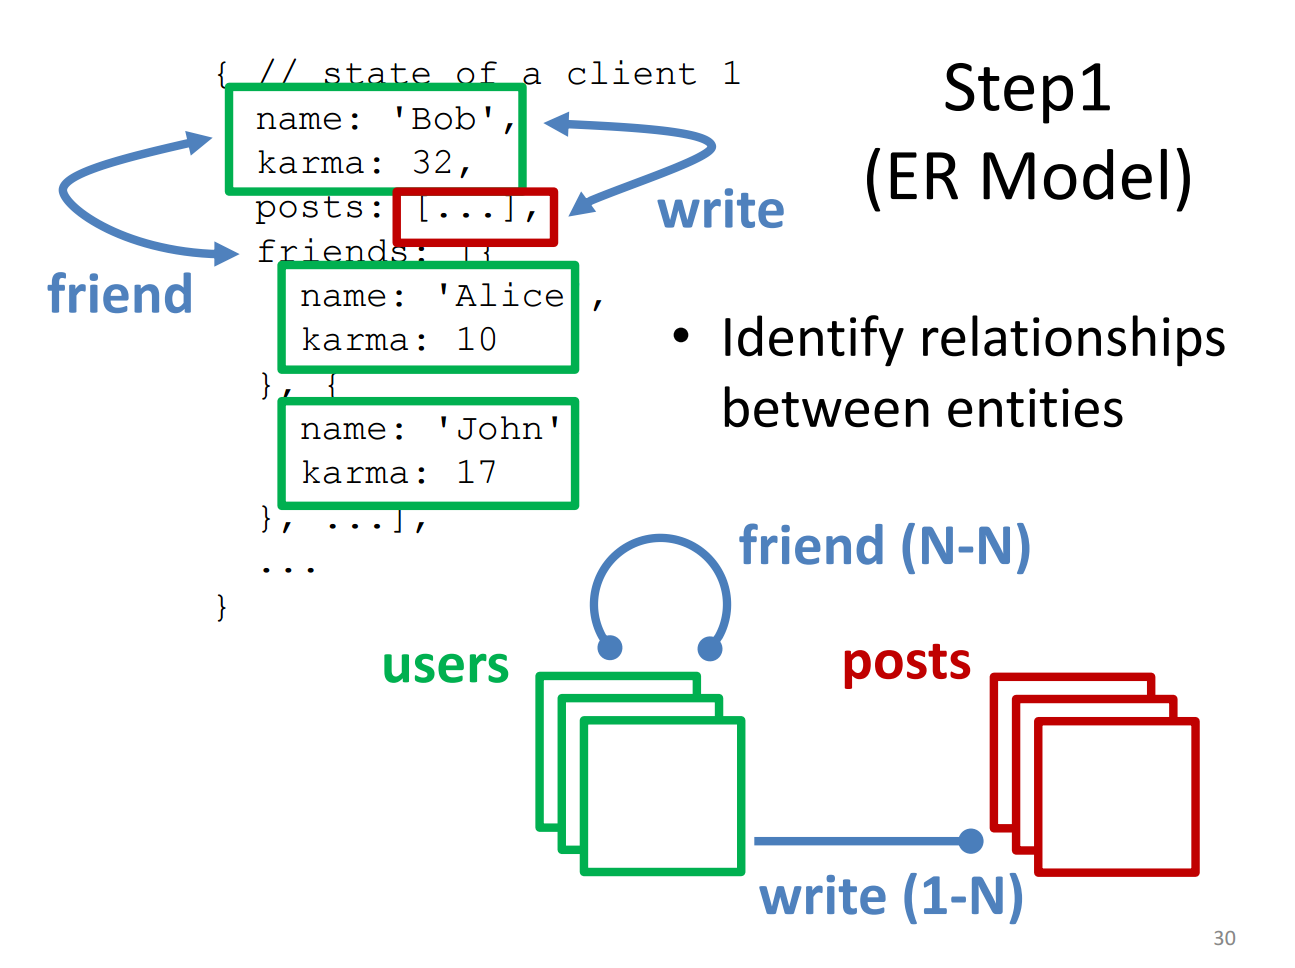 { // state of a client 1
name: 'Bob',
karma: 32,
posts: [...],
friends: [{
name: 'Alice',
karma: 10
}, {
name: 'John'
karma: 17
}, ...],
...
}
friend
write
Step1
(ER Model)
• Identify relationships
between entities
friend (N-N)
users
posts
write (1-N)
30